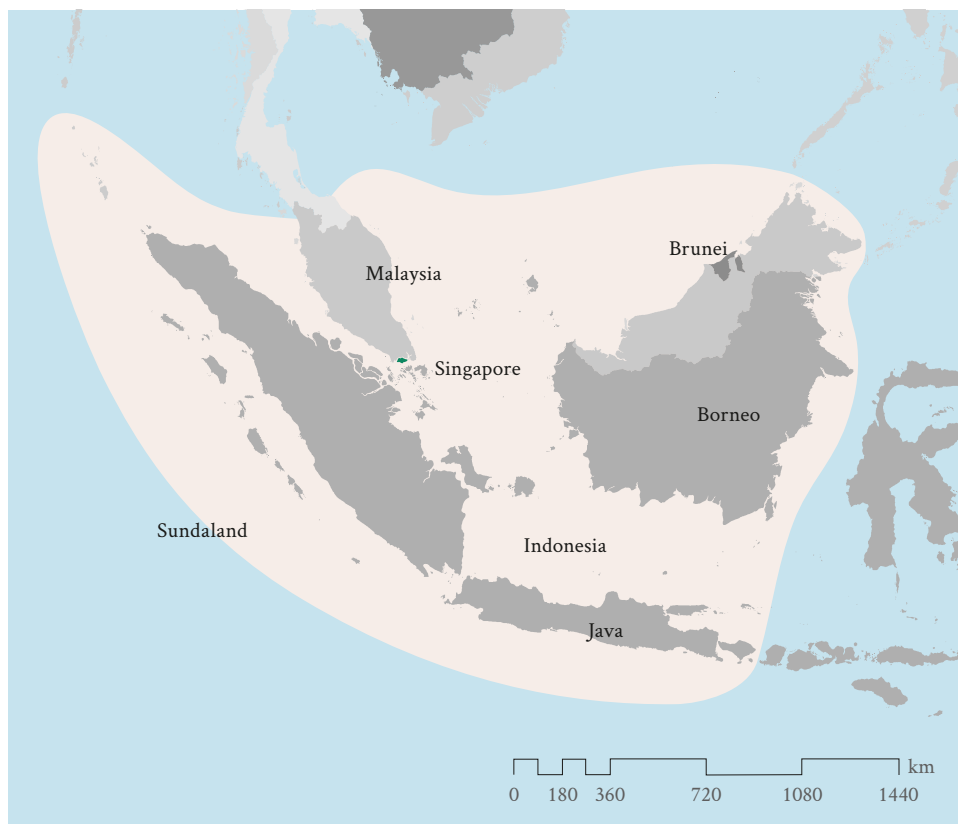 Brunei
Malaysia
Singapore
Borneo
Sundaland
Indonesia
Java
km
0 180 360 720 1080 1440